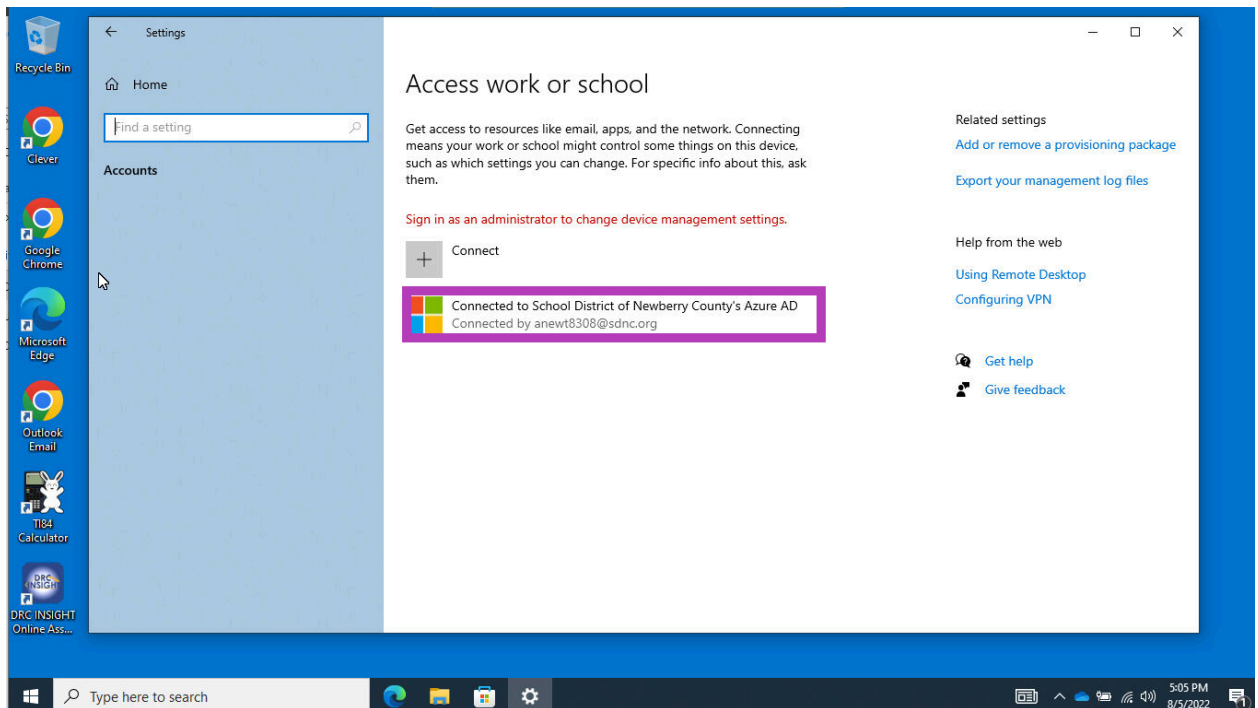 Recycle Bin
Clever
Google
Chrome
Microsoft
Edge
Outlook
Email
TI84
Calculator
DRC
INSIGHT
DRC INSIGHT
Online Ass...
Settings
Home
Find a setting
Accounts
Access work or school
Get access to resources like email, apps, and the network. Connecting
means your work or school might control some things on this device,
such as which settings you can change. For specific info about this, ask
them.
Sign in as an administrator to change device management settings.
Connect
Connected to School District of Newberry County's Azure AD
Connected by anewt8308@sdnc.org
Related settings
Add or remove a provisioning package
Export your management log files
Help from the web
Using Remote Desktop
Configuring VPN
Get help
Give feedback
Type here to search
5:05 PM
8/5/2022
1